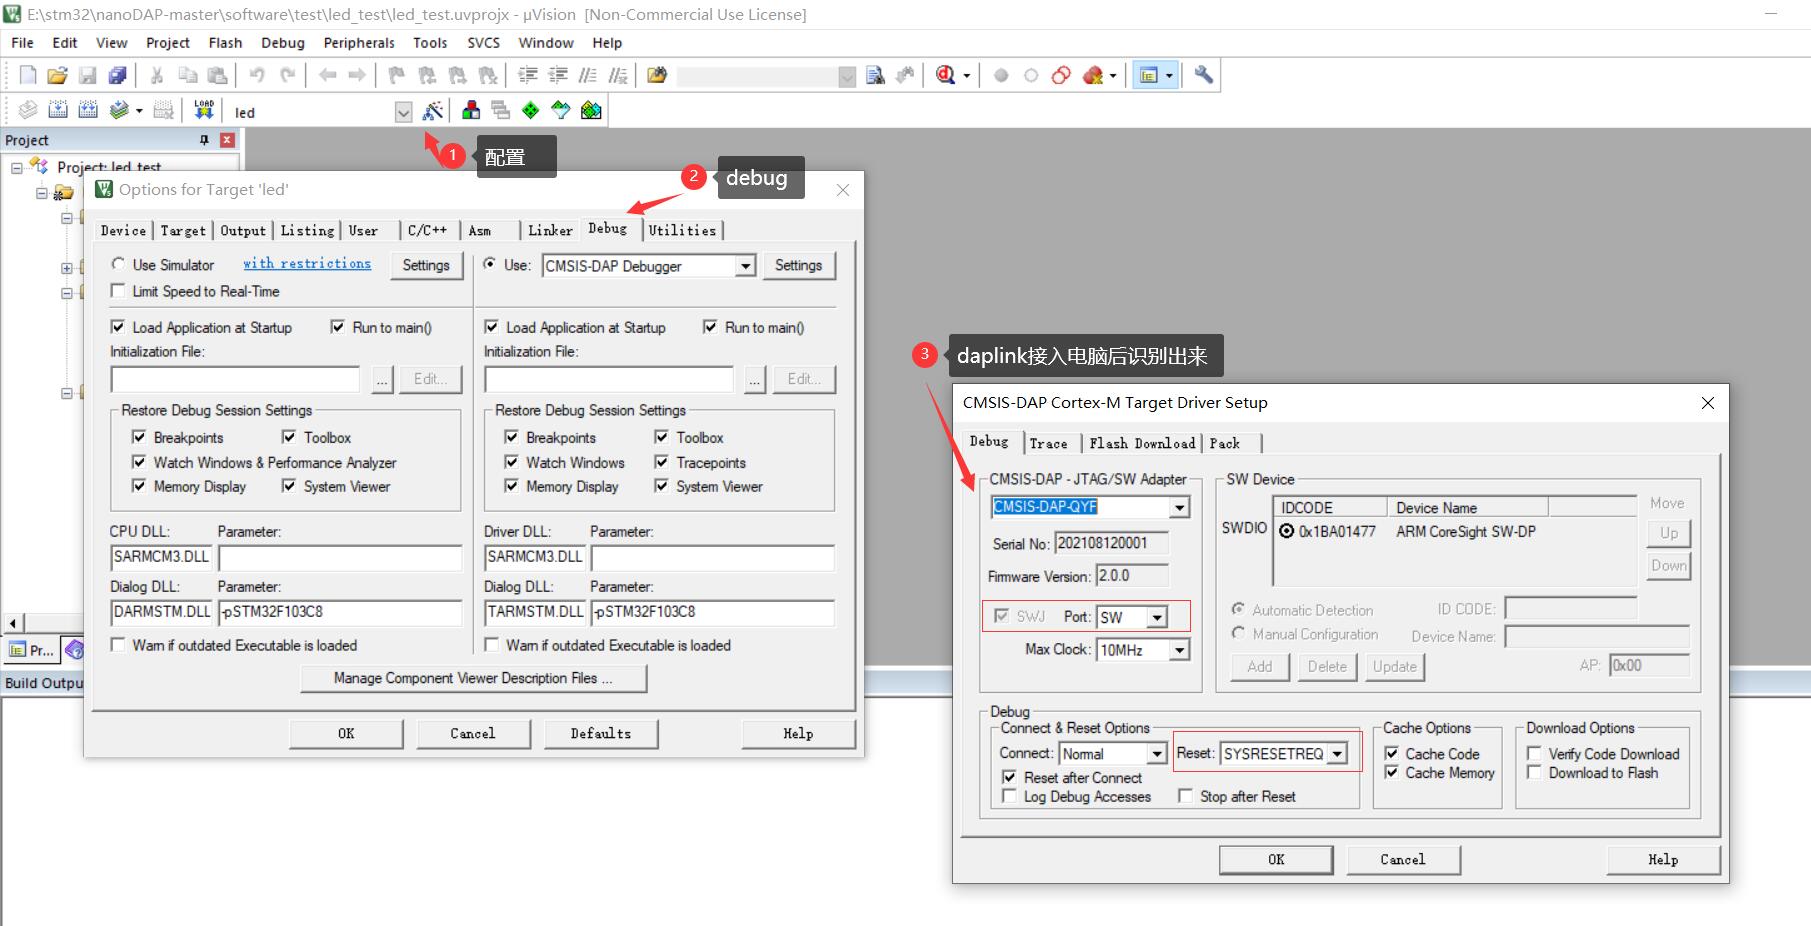 E:\stm32\nanoDAP-master\software\test\led_test\led_test.uvprojx - µVision  [Non-Commercial Use License]
File Edit View Project Flash Debug Peripherals Tools SVCS Window Help
LOAD
led
Project
1 配置
2 debug
Project: led_test
Options for Target 'led'
Device Target Output Listing User C/C++ Asm Linker Debug Utilities
Use Simulator with restrictions Settings
Limit Speed to Real-Time
Load Application at Startup Run to main()
Initialization File:
... Edit...
Restore Debug Session Settings
Breakpoints Toolbox
Watch Windows & Performance Analyzer
Memory Display System Viewer
CPU DLL: Parameter:
SARMCM3.DLL
Dialog DLL: Parameter:
DARMSTM.DLL -pSTM32F103C8
Warn if outdated Executable is loaded
Use: CMSIS-DAP Debugger Settings
Load Application at Startup Run to main()
Initialization File:
... Edit...
Restore Debug Session Settings
Breakpoints Toolbox
Watch Windows Tracepoints
Memory Display System Viewer
Driver DLL: Parameter:
SARMCM3.DLL
Dialog DLL: Parameter:
TARMSTM.DLL -pSTM32F103C8
Warn if outdated Executable is loaded
Manage Component Viewer Description Files ...
OK Cancel Defaults Help
Pr...
Build Outpu
3 daplink接入电脑后识别出来
CMSIS-DAP Cortex-M Target Driver Setup
Debug Trace Flash Download Pack
CMSIS-DAP - JTAG/SW Adapter
CMSIS-DAP-QYF
Serial No: 202108120001
Firmware Version: 2.0.0
SWJ Port: SW
Max Clock: 10MHz
SW Device
IDCODE Device Name
SWDIO 0x1BA01477 ARM CoreSight SW-DP
Move
Up
Down
Automatic Detection ID CODE:
Manual Configuration Device Name:
Add Delete Update AP: 0x00
Debug
Connect & Reset Options
Connect: Normal Reset: SYSRESETREQ
Reset after Connect
Log Debug Accesses Stop after Reset
Cache Options
Cache Code
Cache Memory
Download Options
Verify Code Download
Download to Flash
OK Cancel Help